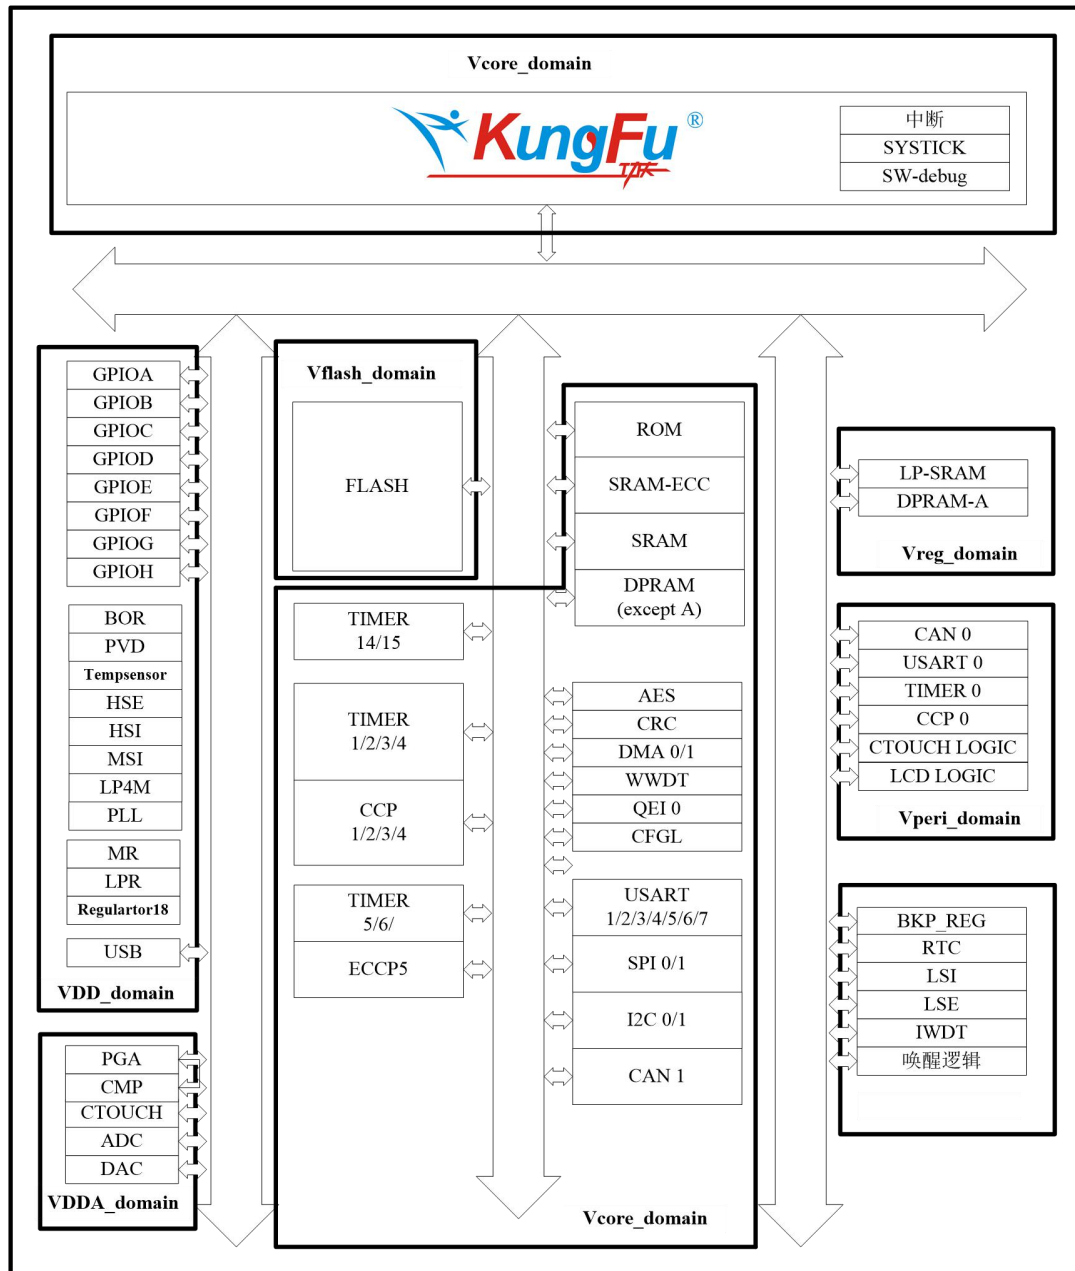 Vcore_domain
KungFu ®
功夫
中断
SYSTICK
SW-debug
GPIOA
GPIOB
GPIOC
GPIOD
GPIOE
GPIOF
GPIOG
GPIOH
BOR
PVD
Tempsensor
HSE
HSI
MSI
LP4M
PLL
MR
LPR
Regulartor18
USB
VDD_domain
PGA
CMP
CTOUCH
ADC
DAC
VDDA_domain
Vflash_domain
FLASH
TIMER
14/15
TIMER
1/2/3/4
CCP
1/2/3/4
TIMER
5/6/
ECCP5
ROM
SRAM-ECC
SRAM
DPRAM
(except A)
AES
CRC
DMA 0/1
WWDT
QEI 0
CFGL
USART
1/2/3/4/5/6/7
SPI 0/1
I2C 0/1
CAN 1
Vcore_domain
LP-SRAM
DPRAM-A
Vreg_domain
CAN 0
USART 0
TIMER 0
CCP 0
CTOUCH LOGIC
LCD LOGIC
Vperi_domain
BKP_REG
RTC
LSI
LSE
IWDT
唤醒逻辑